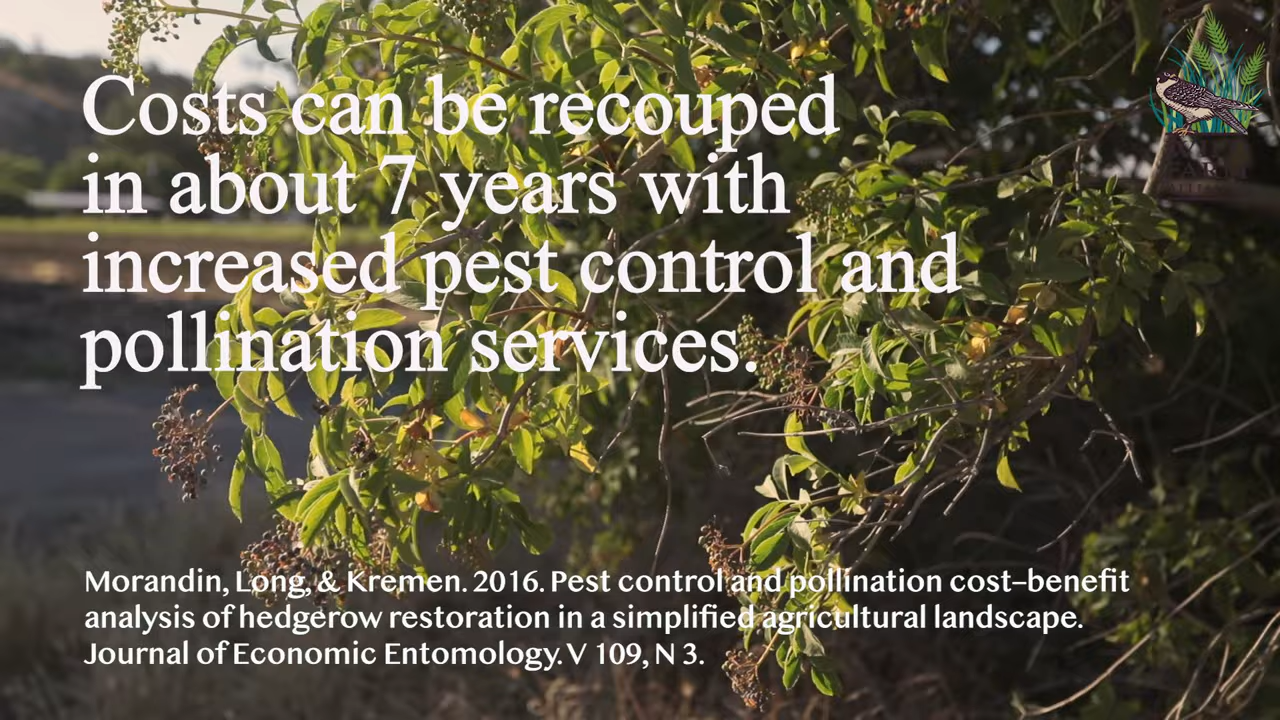 Costs can be recouped
in about 7 years with
increased pest control and
pollination services.
Morandin, Long, & Kremen. 2016. Pest control and pollination cost–benefit
analysis of hedgerow restoration in a simplified agricultural landscape.
Journal of Economic Entomology. V 109, N 3.